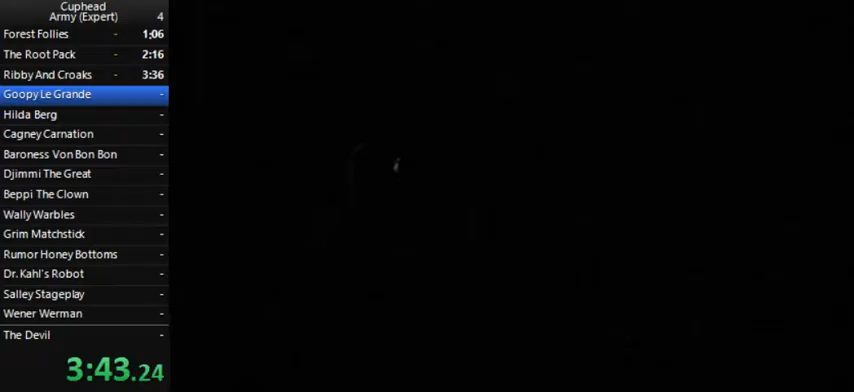 Cuphead
Army (Expert) 4
Forest Follies - 1:06
The Root Pack - 2:16
Ribby And Croaks - 3:36
Goopy Le Grande -
Hilda Berg -
Cagney Carnation -
Baroness Von Bon Bon -
Djimmi The Great -
Beppi The Clown -
Wally Warbles -
Grim Matchstick -
Rumor Honey Bottoms -
Dr. Kahl's Robot -
Salley Stageplay -
Wener Werman -
The Devil -
3:43.24